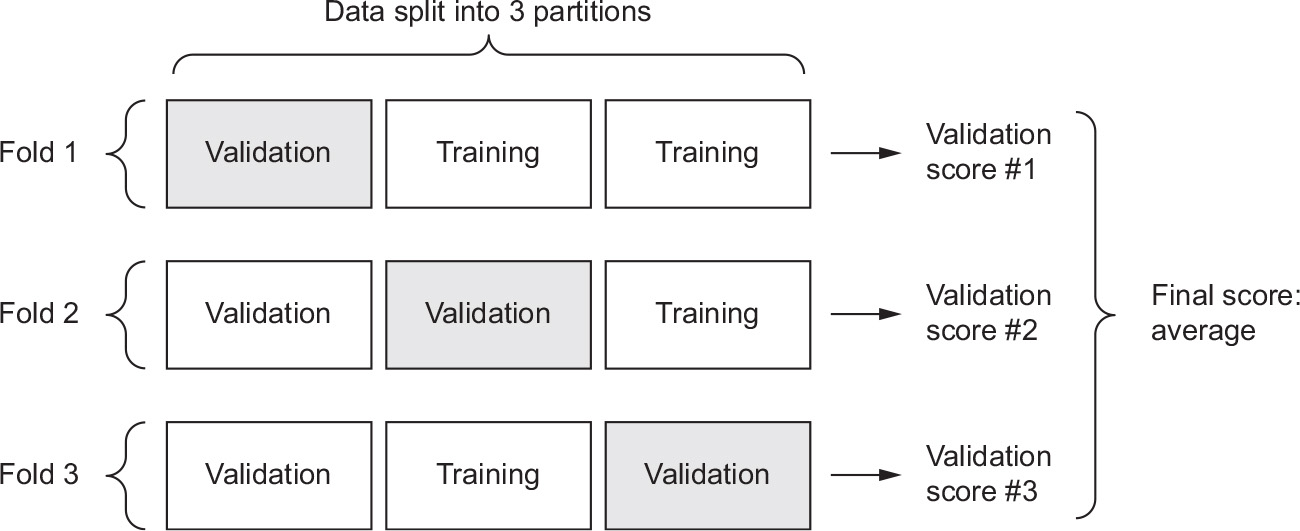 Data split into 3 partitions
Fold 1
Validation
Training
Training
Validation
score #1
Fold 2
Validation
Validation
Training
Validation
score #2
Final score:
average
Fold 3
Validation
Training
Validation
Validation
score #3